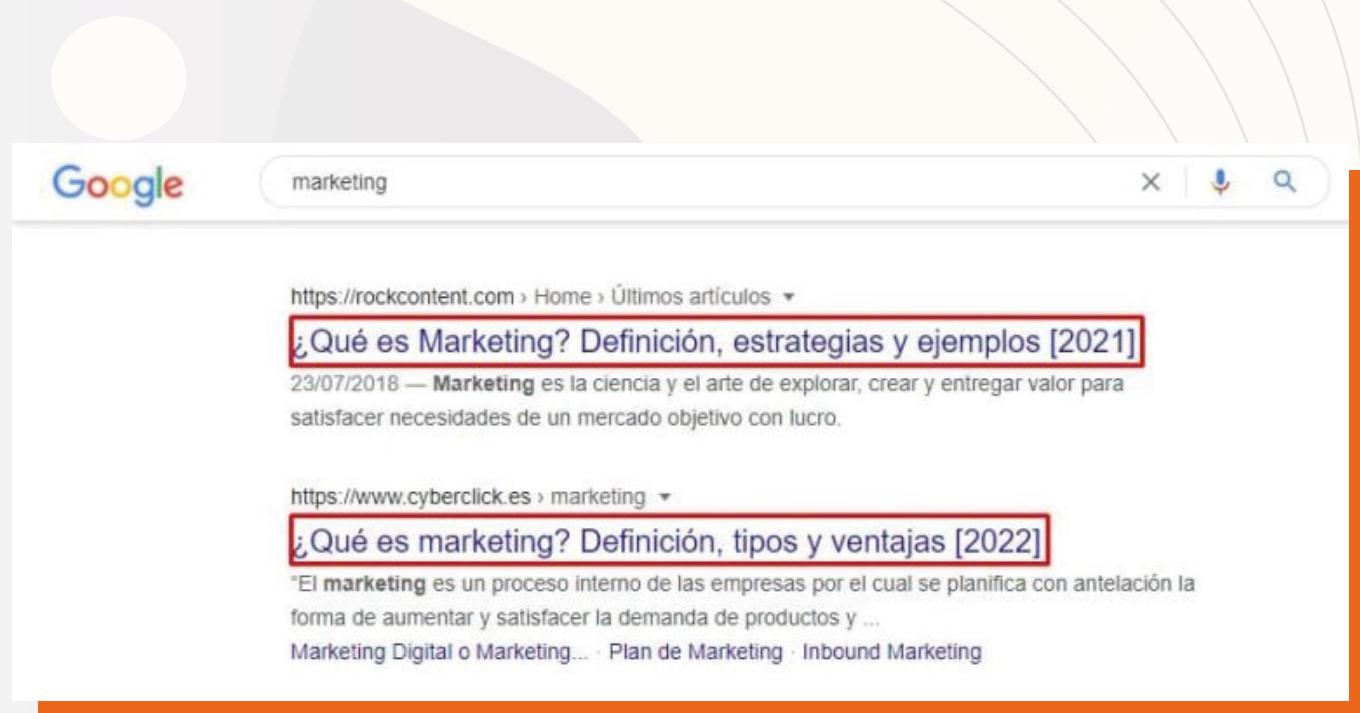 Google
marketing
https://rockcontent.com › Home › Últimos artículos
¿Qué es Marketing? Definición, estrategias y ejemplos [2021]
23/07/2018 — Marketing es la ciencia y el arte de explorar, crear y entregar valor para
satisfacer necesidades de un mercado objetivo con lucro.
https://www.cyberclick.es › marketing
¿Qué es marketing? Definición, tipos y ventajas [2022]
"El marketing es un proceso interno de las empresas por el cual se planifica con antelación la
forma de aumentar y satisfacer la demanda de productos y ...
Marketing Digital o Marketing... · Plan de Marketing · Inbound Marketing